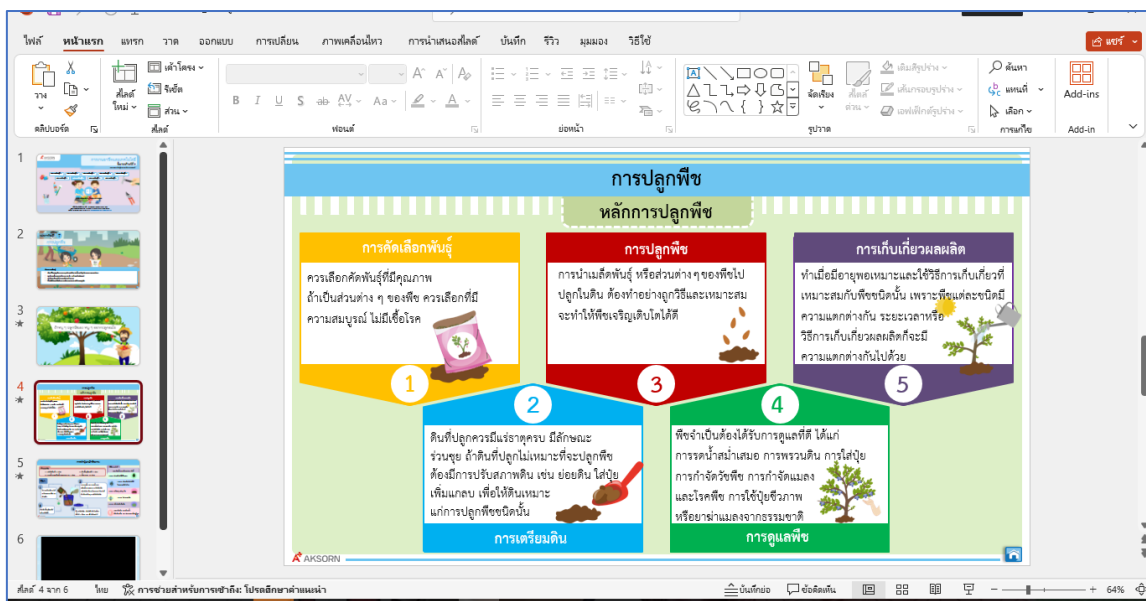 ไฟล์ หน้าแรก แทรก วาด ออกแบบ การเปลี่ยน ภาพเคลื่อนไหว การนำเสนอสไลด์ บันทึก รีวิว มุมมอง วิธีใช้ แชร์
วาง
สไลด์
ใหม่
เค้าโครง
รีเซ็ต
ส่วน
B I U S ab AV Aa
จัดเรียง
สไตล์
ด่วน
เติมสีรูปร่าง
เส้นกรอบรูปร่าง
เอฟเฟ็กต์รูปร่าง
ค้นหา
แทนที่
เลือก
Add-ins
คลิปบอร์ด สไลด์ ฟอนต์ ย่อหน้า รูปวาด การแก้ไข Add-in
1
2
3
4
5
6
การปลูกพืช
หลักการปลูกพืช
การคัดเลือกพันธุ์
ควรเลือกคัดพันธุ์ที่มีคุณภาพ
ถ้าเป็นส่วนต่าง ๆ ของพืช ควรเลือกที่มี
ความสมบูรณ์ ไม่มีเชื้อโรค
1
2
ดินที่ปลูกควรมีแร่ธาตุครบ มีลักษณะ
ร่วนซุย ถ้าดินที่ปลูกไม่เหมาะที่จะปลูกพืช
ต้องมีการปรับสภาพดิน เช่น ย่อยดิน ใส่ปุ๋ย
เพิ่มแกลบ เพื่อให้ดินเหมาะ
แก่การปลูกพืชชนิดนั้น
การเตรียมดิน
การปลูกพืช
การนำเมล็ดพันธุ์ หรือส่วนต่าง ๆ ของพืชไป
ปลูกในดิน ต้องทำอย่างถูกวิธีและเหมาะสม
จะทำให้พืชเจริญเติบโตได้ดี
3
4
พืชจำเป็นต้องได้รับการดูแลที่ดี ได้แก่
การรดน้ำสม่ำเสมอ การพรวนดิน การใส่ปุ๋ย
การกำจัดวัชพืช การกำจัดแมลง
และโรคพืช การใช้ปุ๋ยชีวภาพ
หรือยาฆ่าแมลงจากธรรมชาติ
การดูแลพืช
การเก็บเกี่ยวผลผลิต
ทำเมื่อมีอายุพอเหมาะและใช้วิธีการเก็บเกี่ยวที่
เหมาะสมกับพืชชนิดนั้น เพราะพืชแต่ละชนิดมี
ความแตกต่างกัน ระยะเวลาหรือ
วิธีการเก็บเกี่ยวผลผลิตก็จะมี
ความแตกต่างกันไปด้วย
5
AKSORN
สไลด์ 4 จาก 6 ไทย การช่วยสำหรับการเข้าถึง: โปรดศึกษาคำแนะนำ บันทึกย่อ ข้อคิดเห็น 64%